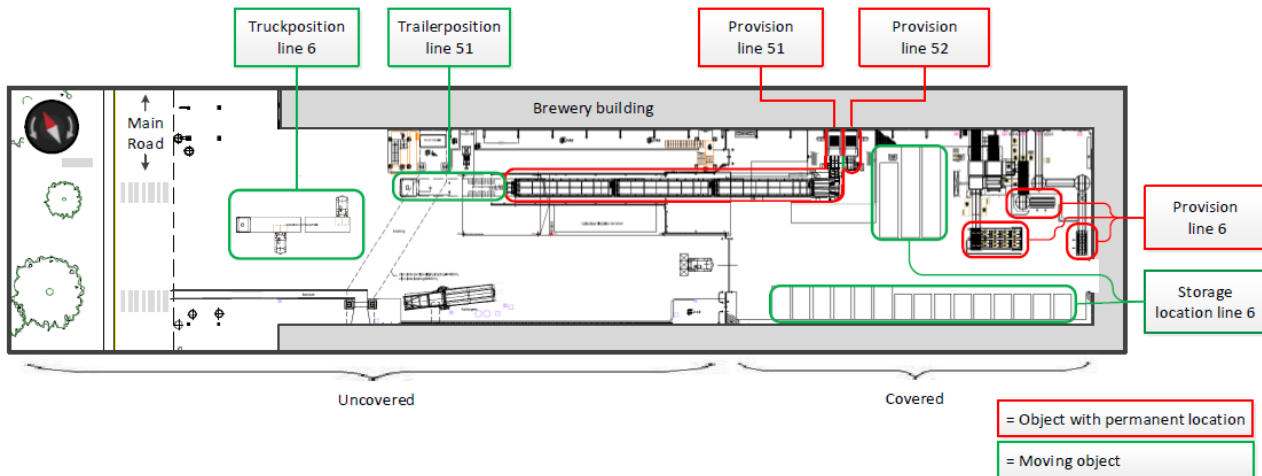 Truckposition
line 6
Trailerposition
line 51
Provision
line 51
Provision
line 52
Brewery building
Main
Road
Provision
line 6
Storage
location line 6
Uncovered
Covered
= Object with permanent location
= Moving object